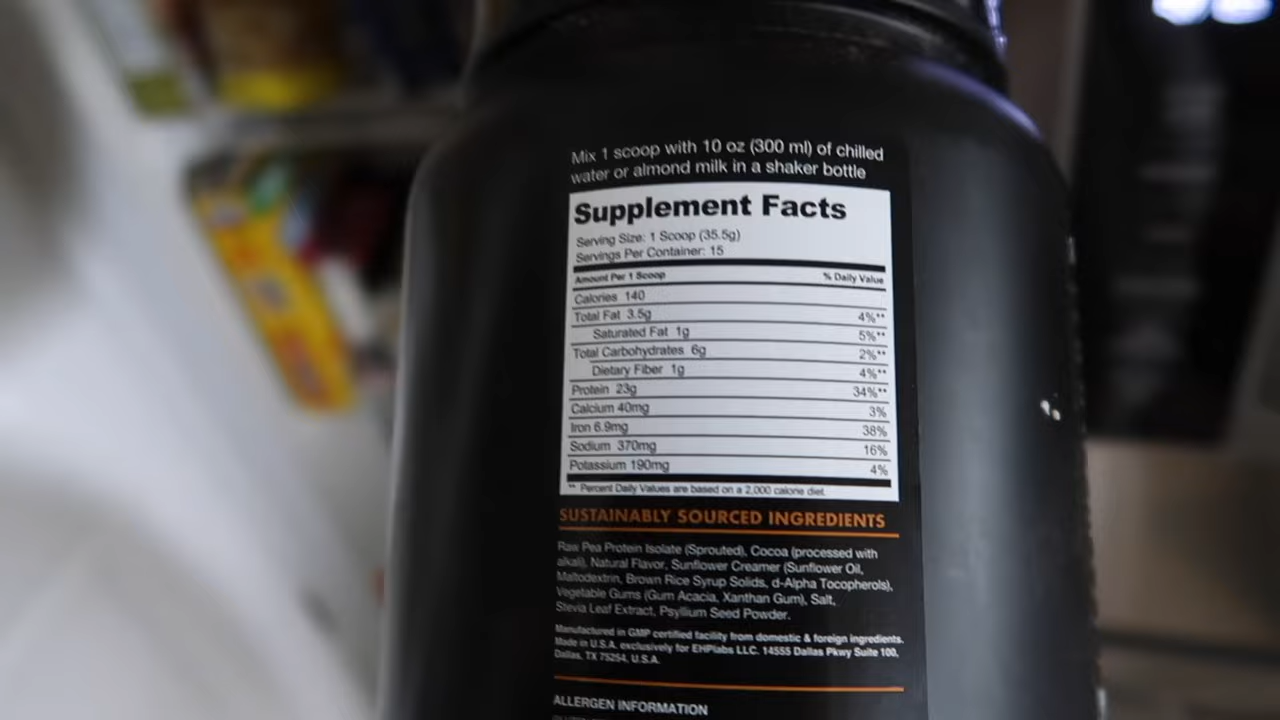 Mix 1 scoop with 10 oz (300 ml) of chilled
water or almond milk in a shaker bottle
Supplement Facts
Serving Size: 1 Scoop (35.5g)
Servings Per Container: 15
Amount Per 1 Scoop % Daily Value
Calories 140
Total Fat 3.5g 4%**
Saturated Fat 1g 5%**
Total Carbohydrates 6g 2%**
Dietary Fiber 1g 4%**
Protein 23g 34%**
Calcium 40mg 3%
Iron 6.9mg 38%
Sodium 370mg 16%
Potassium 190mg 4%
** Percent Daily Values are based on a 2,000 calorie diet.
SUSTAINABLY SOURCED INGREDIENTS
Raw Pea Protein Isolate (Sprouted), Cocoa (processed with
alkali), Natural Flavor, Sunflower Creamer (Sunflower Oil,
Maltodextrin, Brown Rice Syrup Solids, d-Alpha Tocopherols),
Vegetable Gums (Gum Acacia, Xanthan Gum), Salt,
Stevia Leaf Extract, Psyllium Seed Powder.
Manufactured in GMP certified facility from domestic & foreign ingredients.
Made in U.S.A. exclusively for EHPlabs LLC. 14555 Dallas Pkwy Suite 100,
Dallas, TX 75254, U.S.A.
ALLERGEN INFORMATION